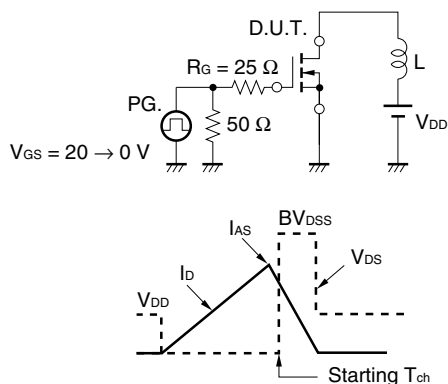 D.U.T.
RG = 25 Ω
L
PG.
50 Ω
VDD
VGS = 20 → 0 V
BVDSS
IAS
ID
VDS
VDD
Starting Tch